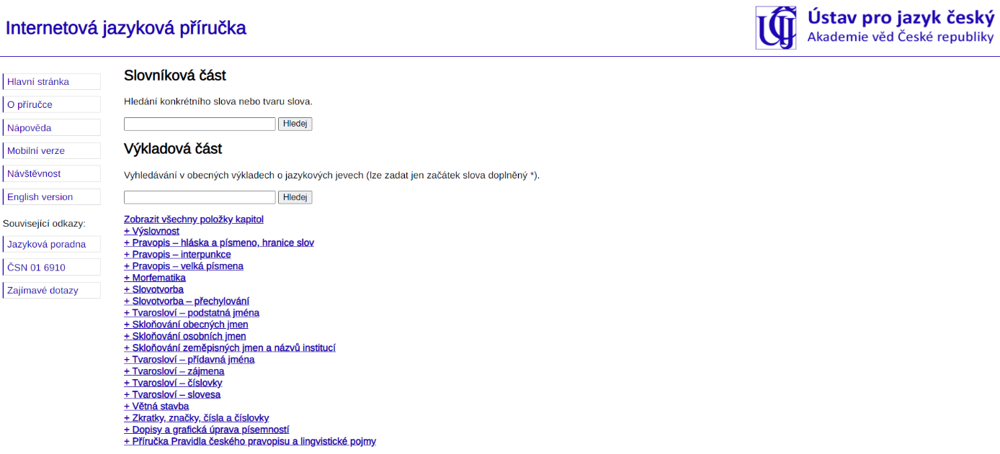 Internetová jazyková příručka
Ústav pro jazyk český
Akademie věd České republiky
Hlavní stránka
O příručce
Nápověda
Mobilní verze
Návštěvnost
English version
Související odkazy:
Jazyková poradna
ČSN 01 6910
Zajímavé dotazy
Slovníková část
Hledání konkrétního slova nebo tvaru slova.
Hledej
Výkladová část
Vyhledávání v obecných výkladech o jazykových jevech (lze zadat jen začátek slova doplněný *).
Hledej
Zobrazit všechny položky kapitol
+ Výslovnost
+ Pravopis – hláska a písmeno, hranice slov
+ Pravopis – interpunkce
+ Pravopis – velká písmena
+ Morfematika
+ Slovotvorba
+ Slovotvorba – přechylování
+ Tvarosloví – podstatná jména
+ Skloňování obecných jmen
+ Skloňování osobních jmen
+ Skloňování zeměpisných jmen a názvů institucí
+ Tvarosloví – přídavná jména
+ Tvarosloví – zájmena
+ Tvarosloví – číslovky
+ Tvarosloví – slovesa
+ Větná stavba
+ Zkratky, značky, čísla a číslovky
+ Dopisy a grafická úprava písemností
+ Příručka Pravidla českého pravopisu a lingvistické pojmy